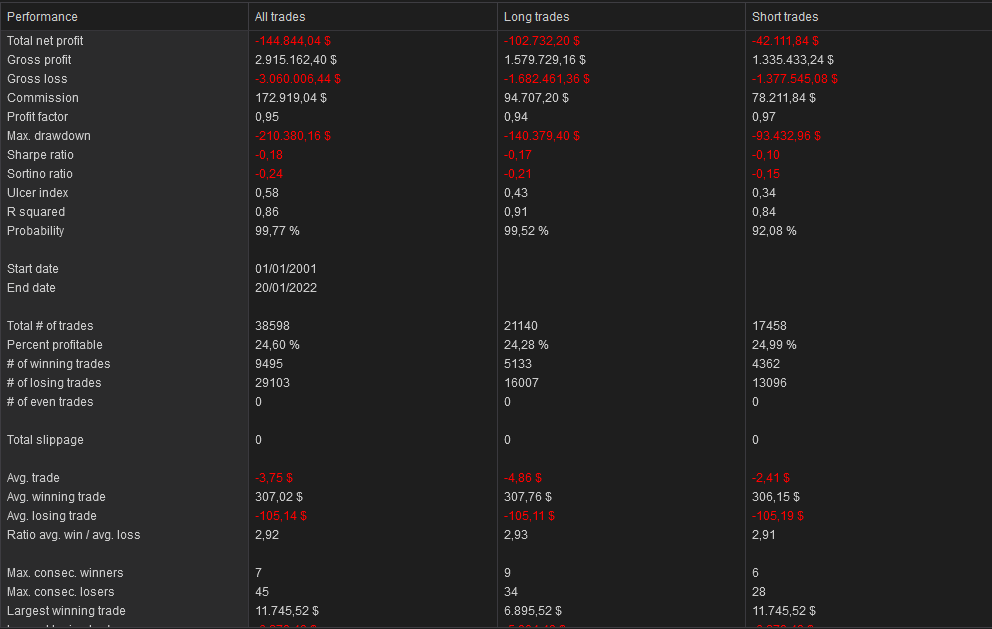 Performance All trades Long trades Short trades
Total net profit -144.844,04 $ -102.732,20 $ -42.111,84 $
Gross profit 2.915.162,40 $ 1.579.729,16 $ 1.335.433,24 $
Gross loss -3.060.006,44 $ -1.682.461,36 $ -1.377.545,08 $
Commission 172.919,04 $ 94.707,20 $ 78.211,84 $
Profit factor 0,95 0,94 0,97
Max. drawdown -210.380,16 $ -140.379,40 $ -93.432,96 $
Sharpe ratio -0,18 -0,17 -0,10
Sortino ratio -0,24 -0,21 -0,15
Ulcer index 0,58 0,43 0,34
R squared 0,86 0,91 0,84
Probability 99,77 % 99,52 % 92,08 %
Start date 01/01/2001
End date 20/01/2022
Total # of trades 38598 21140 17458
Percent profitable 24,60 % 24,28 % 24,99 %
# of winning trades 9495 5133 4362
# of losing trades 29103 16007 13096
# of even trades 0 0 0
Total slippage 0 0 0
Avg. trade -3,75 $ -4,86 $ -2,41 $
Avg. winning trade 307,02 $ 307,76 $ 306,15 $
Avg. losing trade -105,14 $ -105,11 $ -105,19 $
Ratio avg. win / avg. loss 2,92 2,93 2,91
Max. consec. winners 7 9 6
Max. consec. losers 45 34 28
Largest winning trade 11.745,52 $ 6.895,52 $ 11.745,52 $